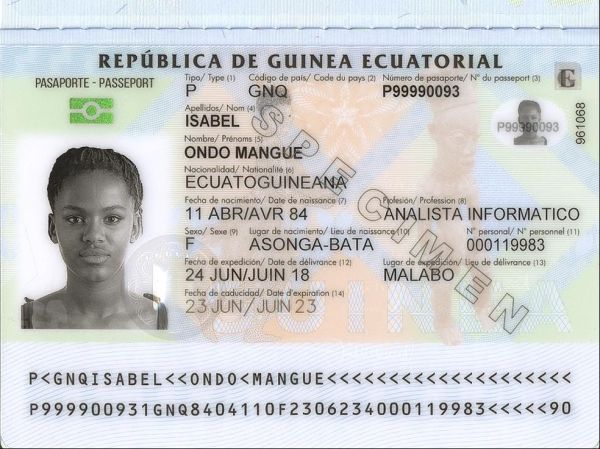 REPÚBLICA DE GUINEA ECUATORIAL
PASAPORTE - PASSEPORT
Tipo/ Type (1) Código de país/ Code du pays (2) Número de pasaporte/ N° du passeport (3)
P GNQ P99990093
Apellidos/ Nom (4)
ISABEL
P99990093
961068
Nombre/ Prénoms (5)
ONDO MANGUE
Nacionalidad/ Nationalité (6)
ECUATOGUINEANA
Fecha de nacimiento/ Date de naissance (7) Profesión/ Profession (8)
11 ABR/AVR 84 ANALISTA INFORMATICO
Sexo/ Sexe (9) Lugar de nacimiento/ Lieu de naissance (10) N° personal/ N° personnel (11)
F ASONGA-BATA 000119983
Fecha de expedición/ Date de délivrance (12) Lugar de expedición/ Lieu de délivrance (13)
24 JUN/JUIN 18 MALABO
Fecha de caducidad/ Date d'expiration (14)
23 JUN/JUIN 23
SPECIMEN
GUINEA
P<GNQISABEL<<ONDO<MANGUE<<<<<<<<<<<<<<<<<<<<
P999900931GNQ8404110F2306234000119983<<<<<90